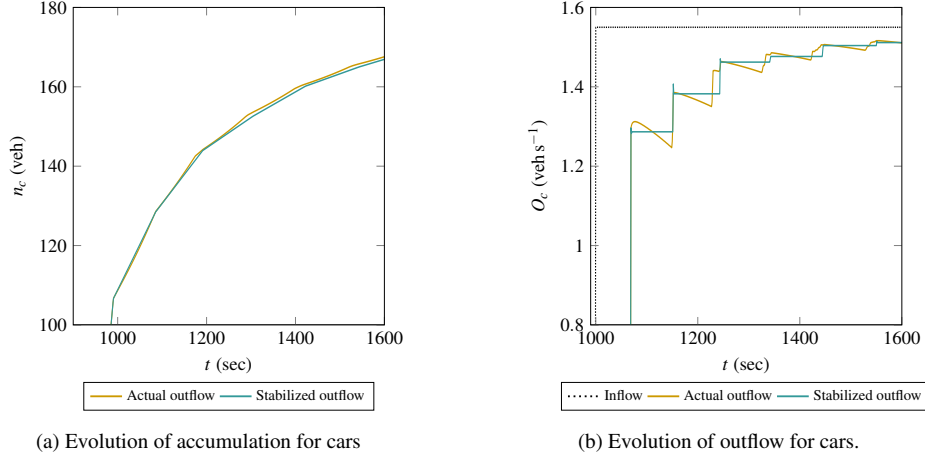 180
160
140
120
100
n_c (veh)
1000 1200 1400 1600
t (sec)
Actual outflow Stabilized outflow
(a) Evolution of accumulation for cars
1.6
1.4
1.2
1
0.8
O_c (veh s⁻¹)
1000 1200 1400 1600
t (sec)
Inflow Actual outflow Stabilized outflow
(b) Evolution of outflow for cars.